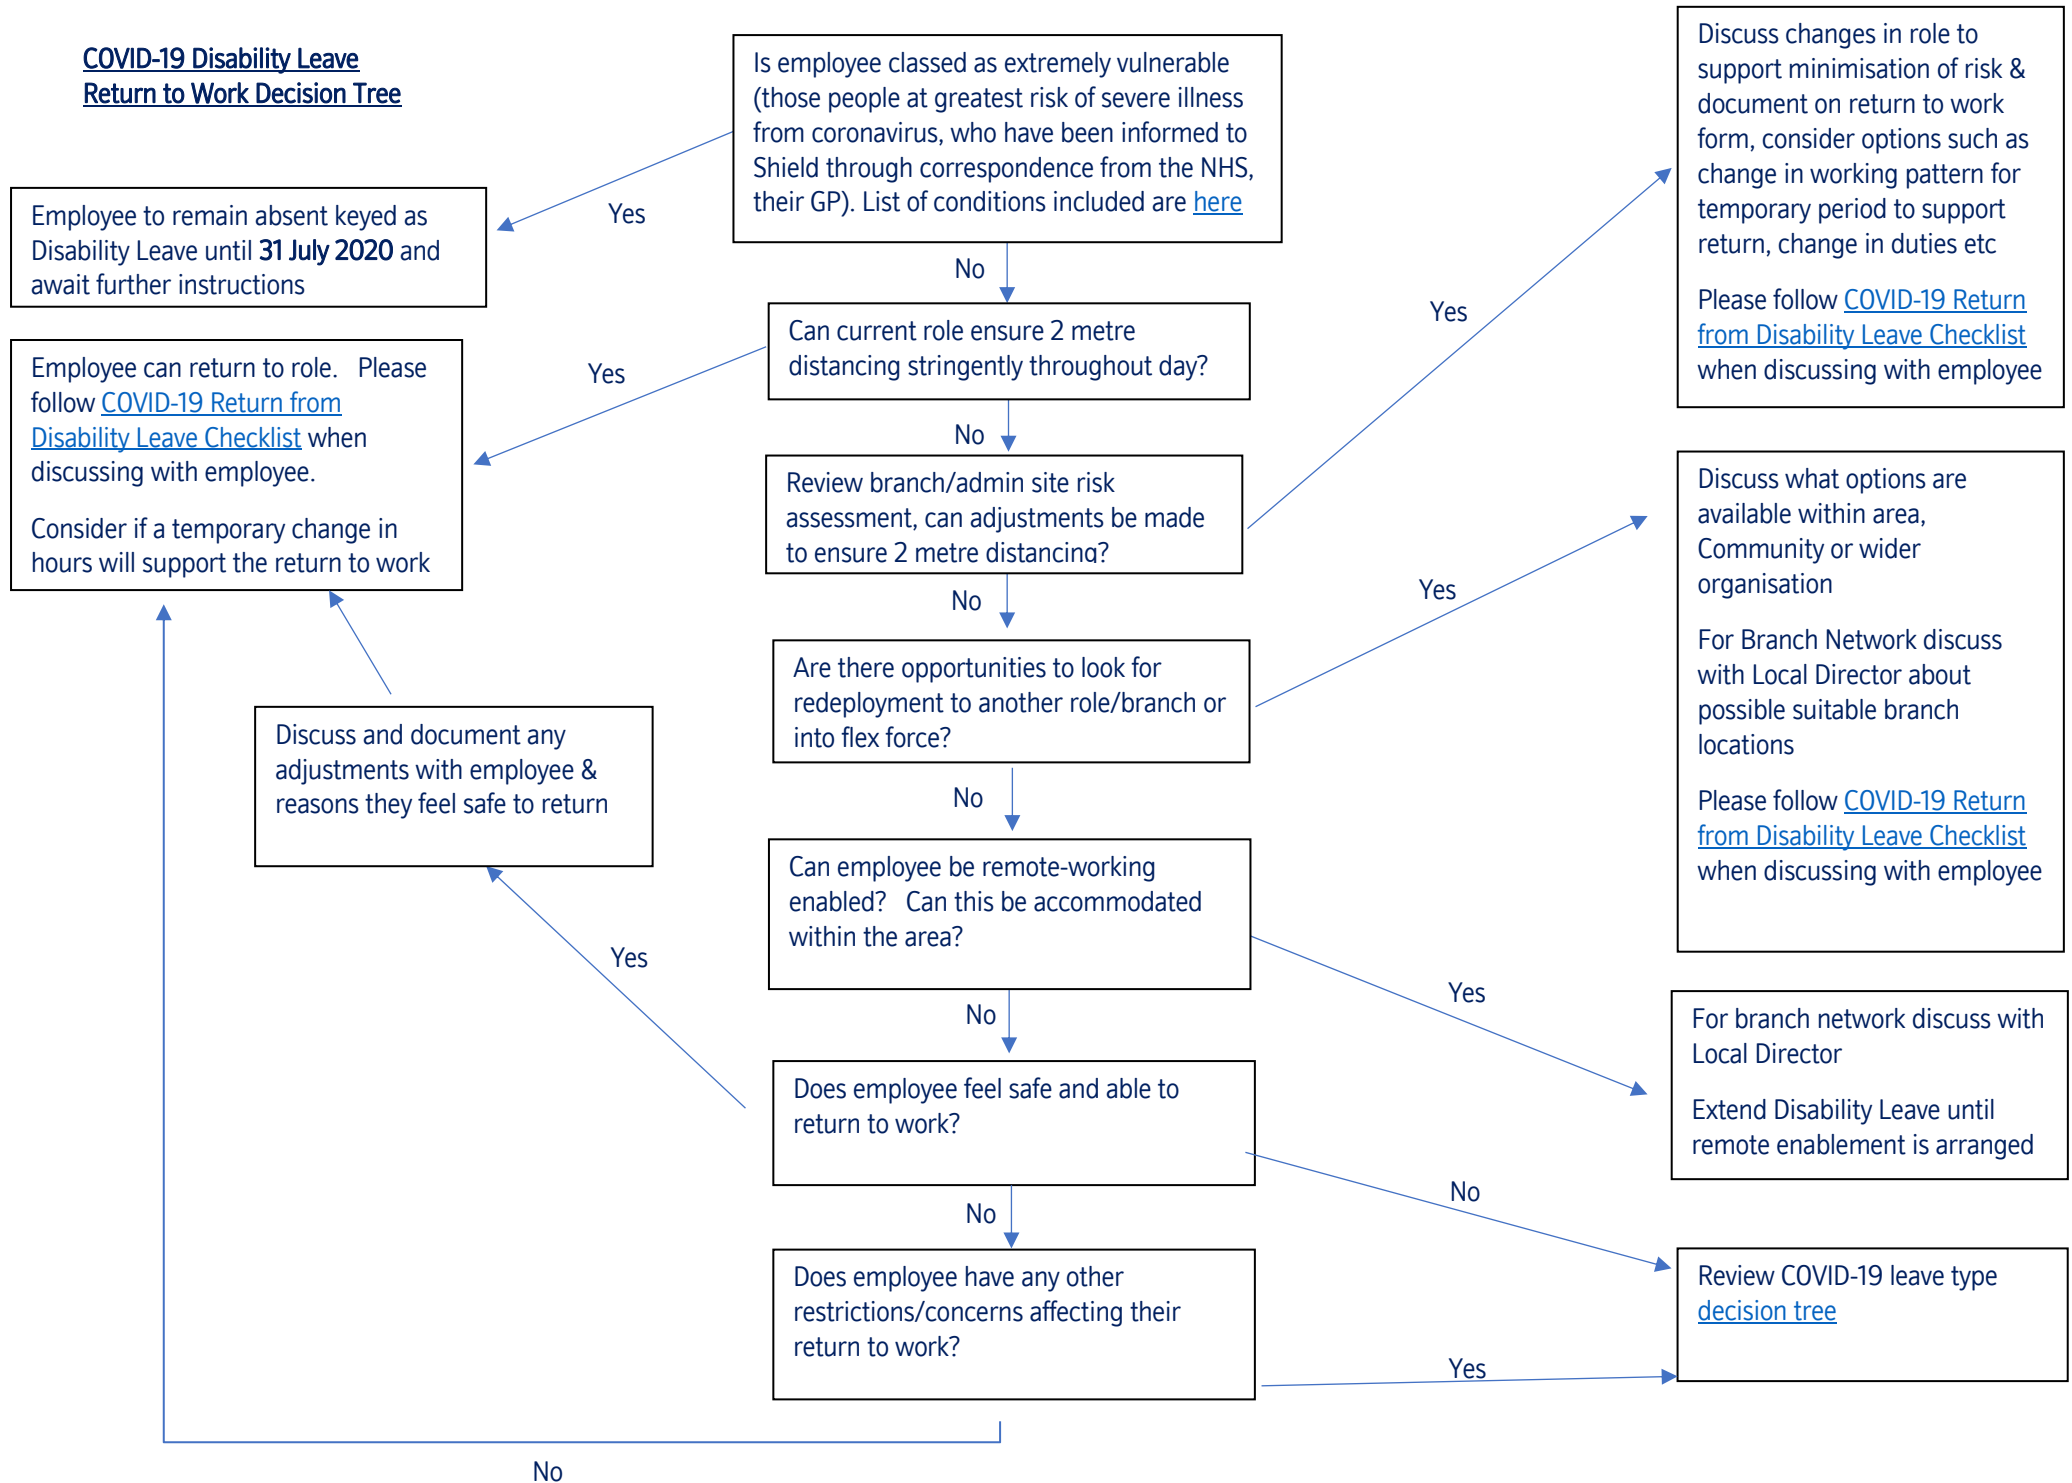 COVID-19 Disability Leave
Return to Work Decision Tree
Is employee classed as extremely vulnerable
(those people at greatest risk of severe illness
from coronavirus, who have been informed to
Shield through correspondence from the NHS,
their GP). List of conditions included are here
Yes
Employee to remain absent keyed as
Disability Leave until 31 July 2020 and
await further instructions
No
Can current role ensure 2 metre
distancing stringently throughout day?
Yes
Employee can return to role. Please
follow COVID-19 Return from
Disability Leave Checklist when
discussing with employee.
Consider if a temporary change in
hours will support the return to work
No
Review branch/admin site risk
assessment, can adjustments be made
to ensure 2 metre distancing?
Yes
Discuss changes in role to
support minimisation of risk &
document on return to work
form, consider options such as
change in working pattern for
temporary period to support
return, change in duties etc
Please follow COVID-19 Return
from Disability Leave Checklist
when discussing with employee
No
Are there opportunities to look for
redeployment to another role/branch or
into flex force?
Yes
Discuss what options are
available within area,
Community or wider
organisation
For Branch Network discuss
with Local Director about
possible suitable branch
locations
Please follow COVID-19 Return
from Disability Leave Checklist
when discussing with employee
No
Can employee be remote-working
enabled? Can this be accommodated
within the area?
Yes
For branch network discuss with
Local Director
Extend Disability Leave until
remote enablement is arranged
No
Does employee feel safe and able to
return to work?
Yes
Discuss and document any
adjustments with employee &
reasons they feel safe to return
No
Review COVID-19 leave type
decision tree
No
Does employee have any other
restrictions/concerns affecting their
return to work?
Yes
No